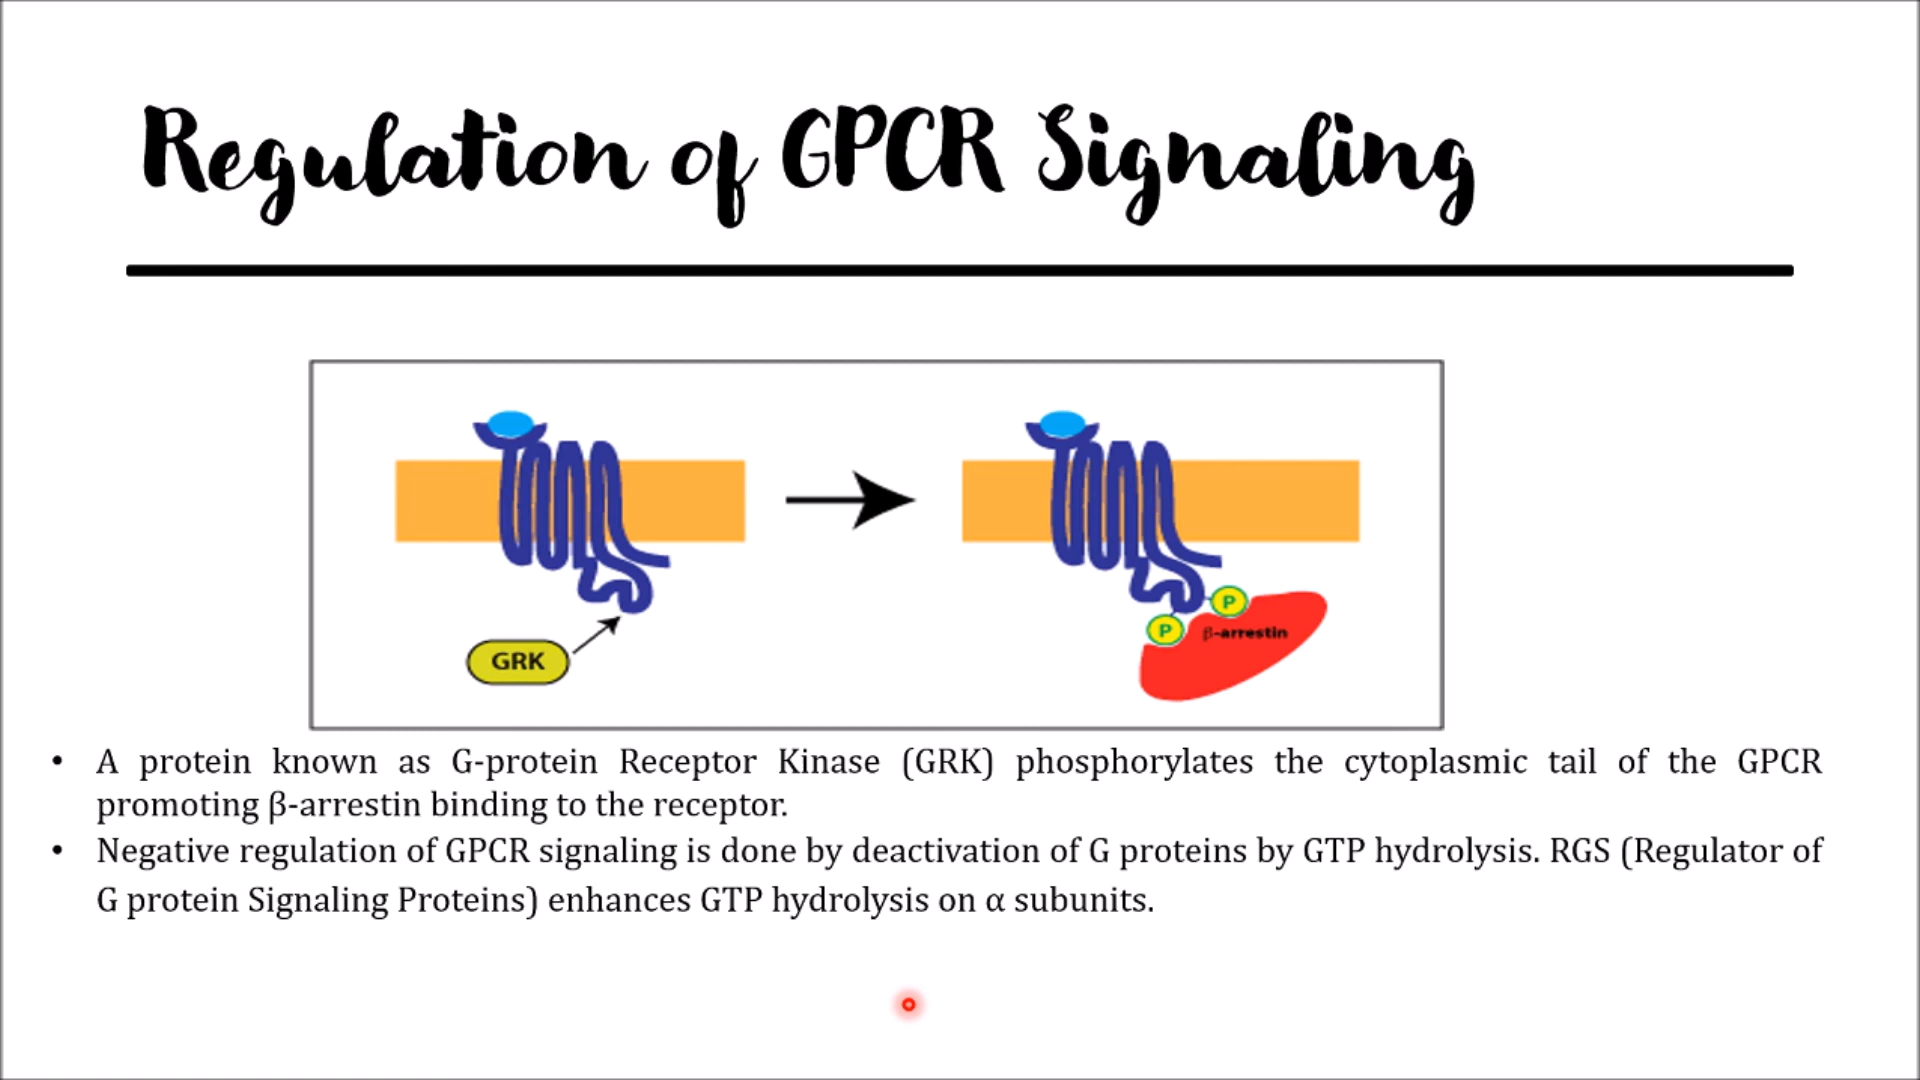 Regulation of GPCR Signaling
GRK
P
P
β-arrestin
• A protein known as G-protein Receptor Kinase (GRK) phosphorylates the cytoplasmic tail of the GPCR
promoting β-arrestin binding to the receptor.
• Negative regulation of GPCR signaling is done by deactivation of G proteins by GTP hydrolysis. RGS (Regulator of
G protein Signaling Proteins) enhances GTP hydrolysis on α subunits.